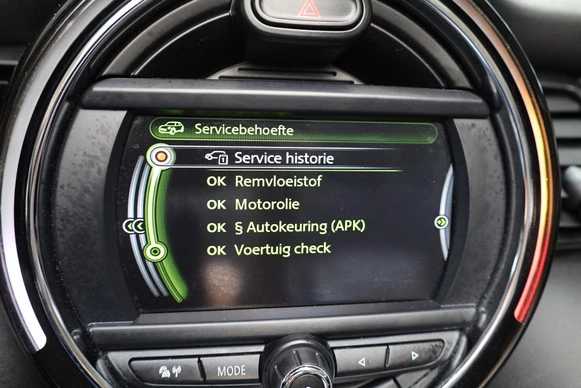 Servicebehoefte
Service historie
OK Remvloeistof
OK Motorolie
OK § Autokeuring (APK)
OK Voertuig check
MODE